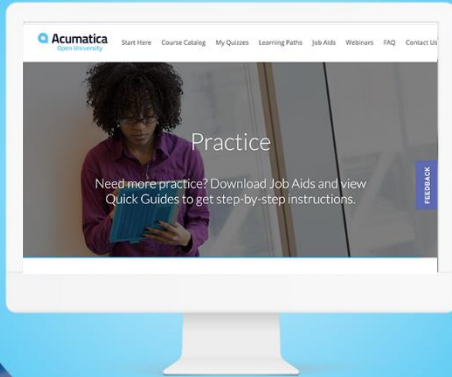 Acumatica
Open University
Start Here Course Catalog My Quizzes Learning Paths Job Aids Webinars FAQ Contact Us
Practice
FEEDBACK
Need more practice? Download Job Aids and view
Quick Guides to get step-by-step instructions.